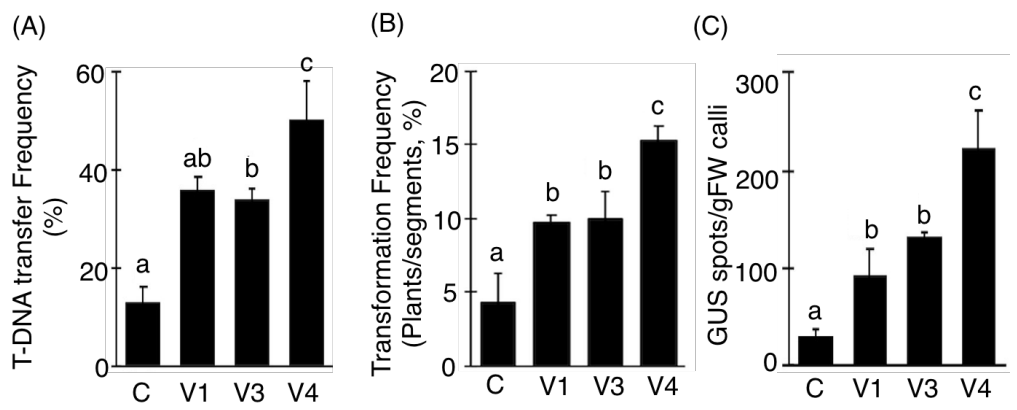 (A)
T-DNA transfer Frequency
(%)
60
40
20
0
a
ab
b
c
C V1 V3 V4
(B)
Transformation Frequency
(Plants/segments, %)
20
15
10
5
0
a
b
b
c
C V1 V3 V4
(C)
GUS spots/gFW calli
300
200
100
0
a
b
b
c
C V1 V3 V4